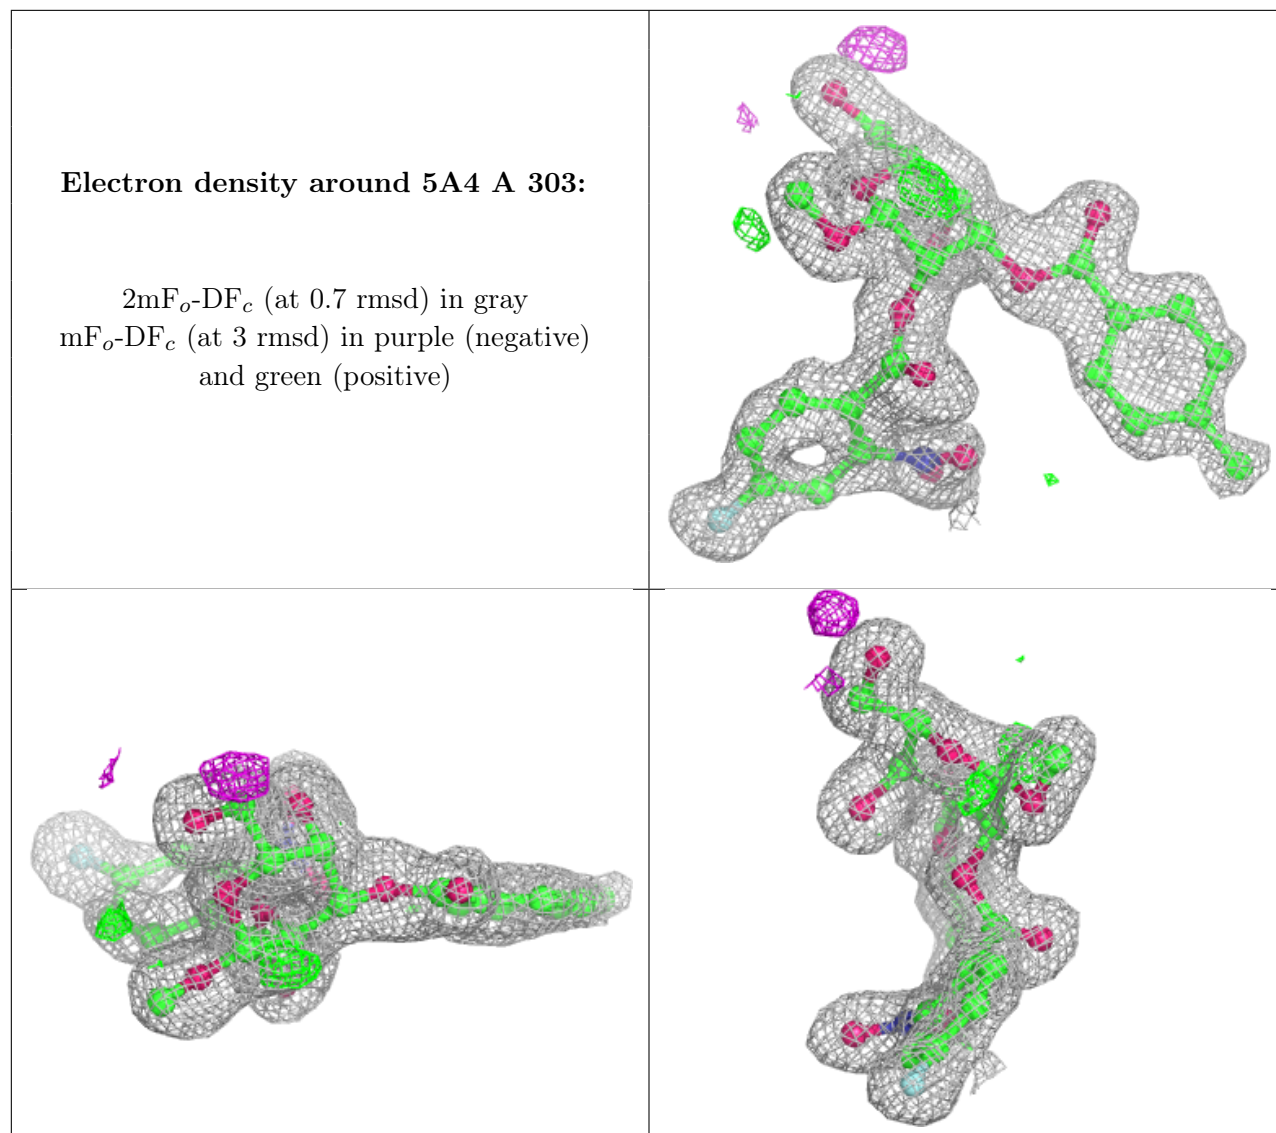 Electron density around 5A4 A 303:
2mFₒ-DF𝒸 (at 0.7 rmsd) in gray
mFₒ-DF𝒸 (at 3 rmsd) in purple (negative)
and green (positive)